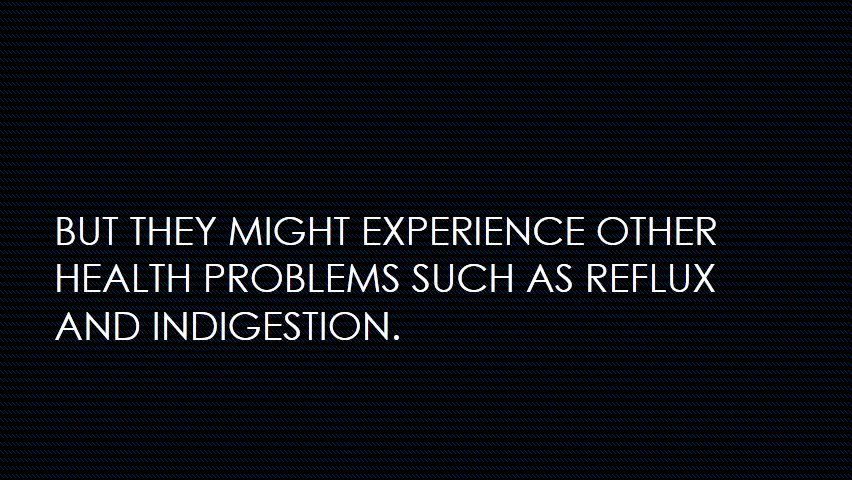 BUT THEY MIGHT EXPERIENCE OTHER
HEALTH PROBLEMS SUCH AS REFLUX
AND INDIGESTION.